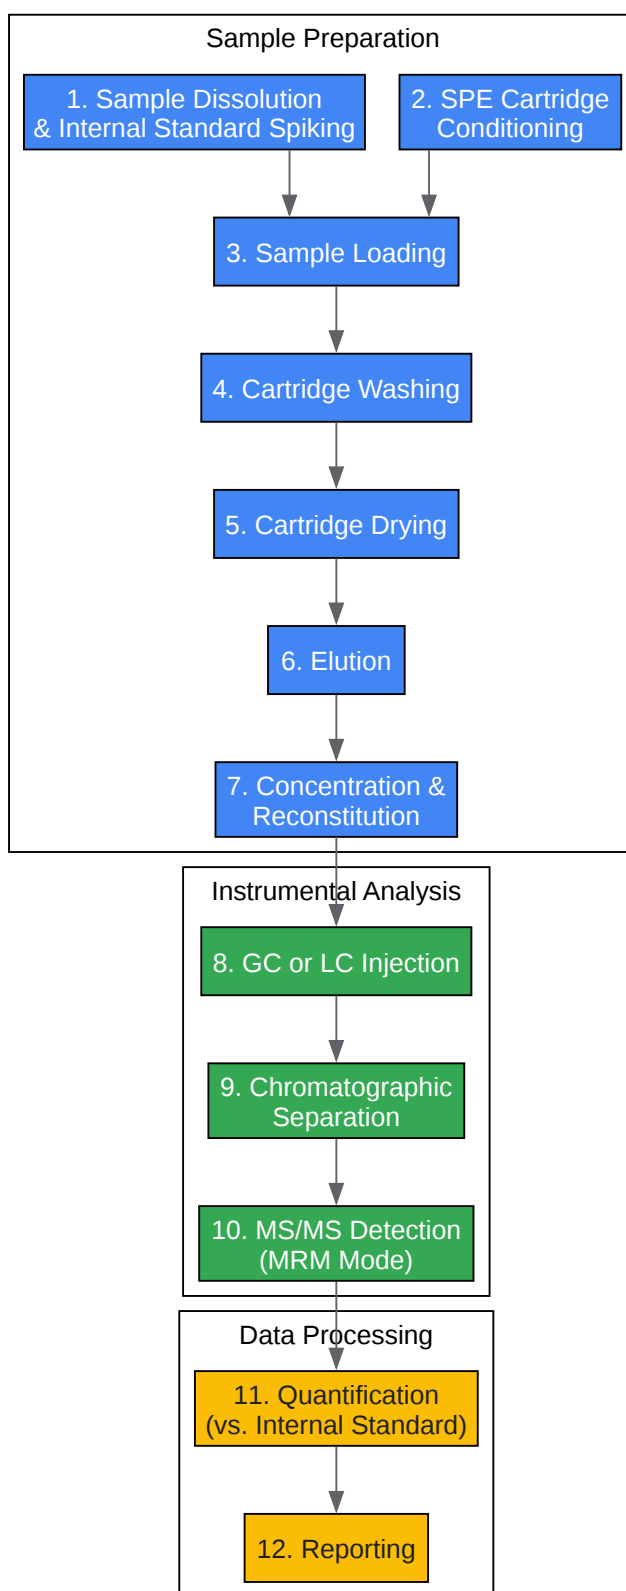 Sample Preparation
1. Sample Dissolution
& Internal Standard Spiking
2. SPE Cartridge
Conditioning
3. Sample Loading
4. Cartridge Washing
5. Cartridge Drying
6. Elution
7. Concentration &
Reconstitution
Instrumental Analysis
8. GC or LC Injection
9. Chromatographic
Separation
10. MS/MS Detection
(MRM Mode)
Data Processing
11. Quantification
(vs. Internal Standard)
12. Reporting